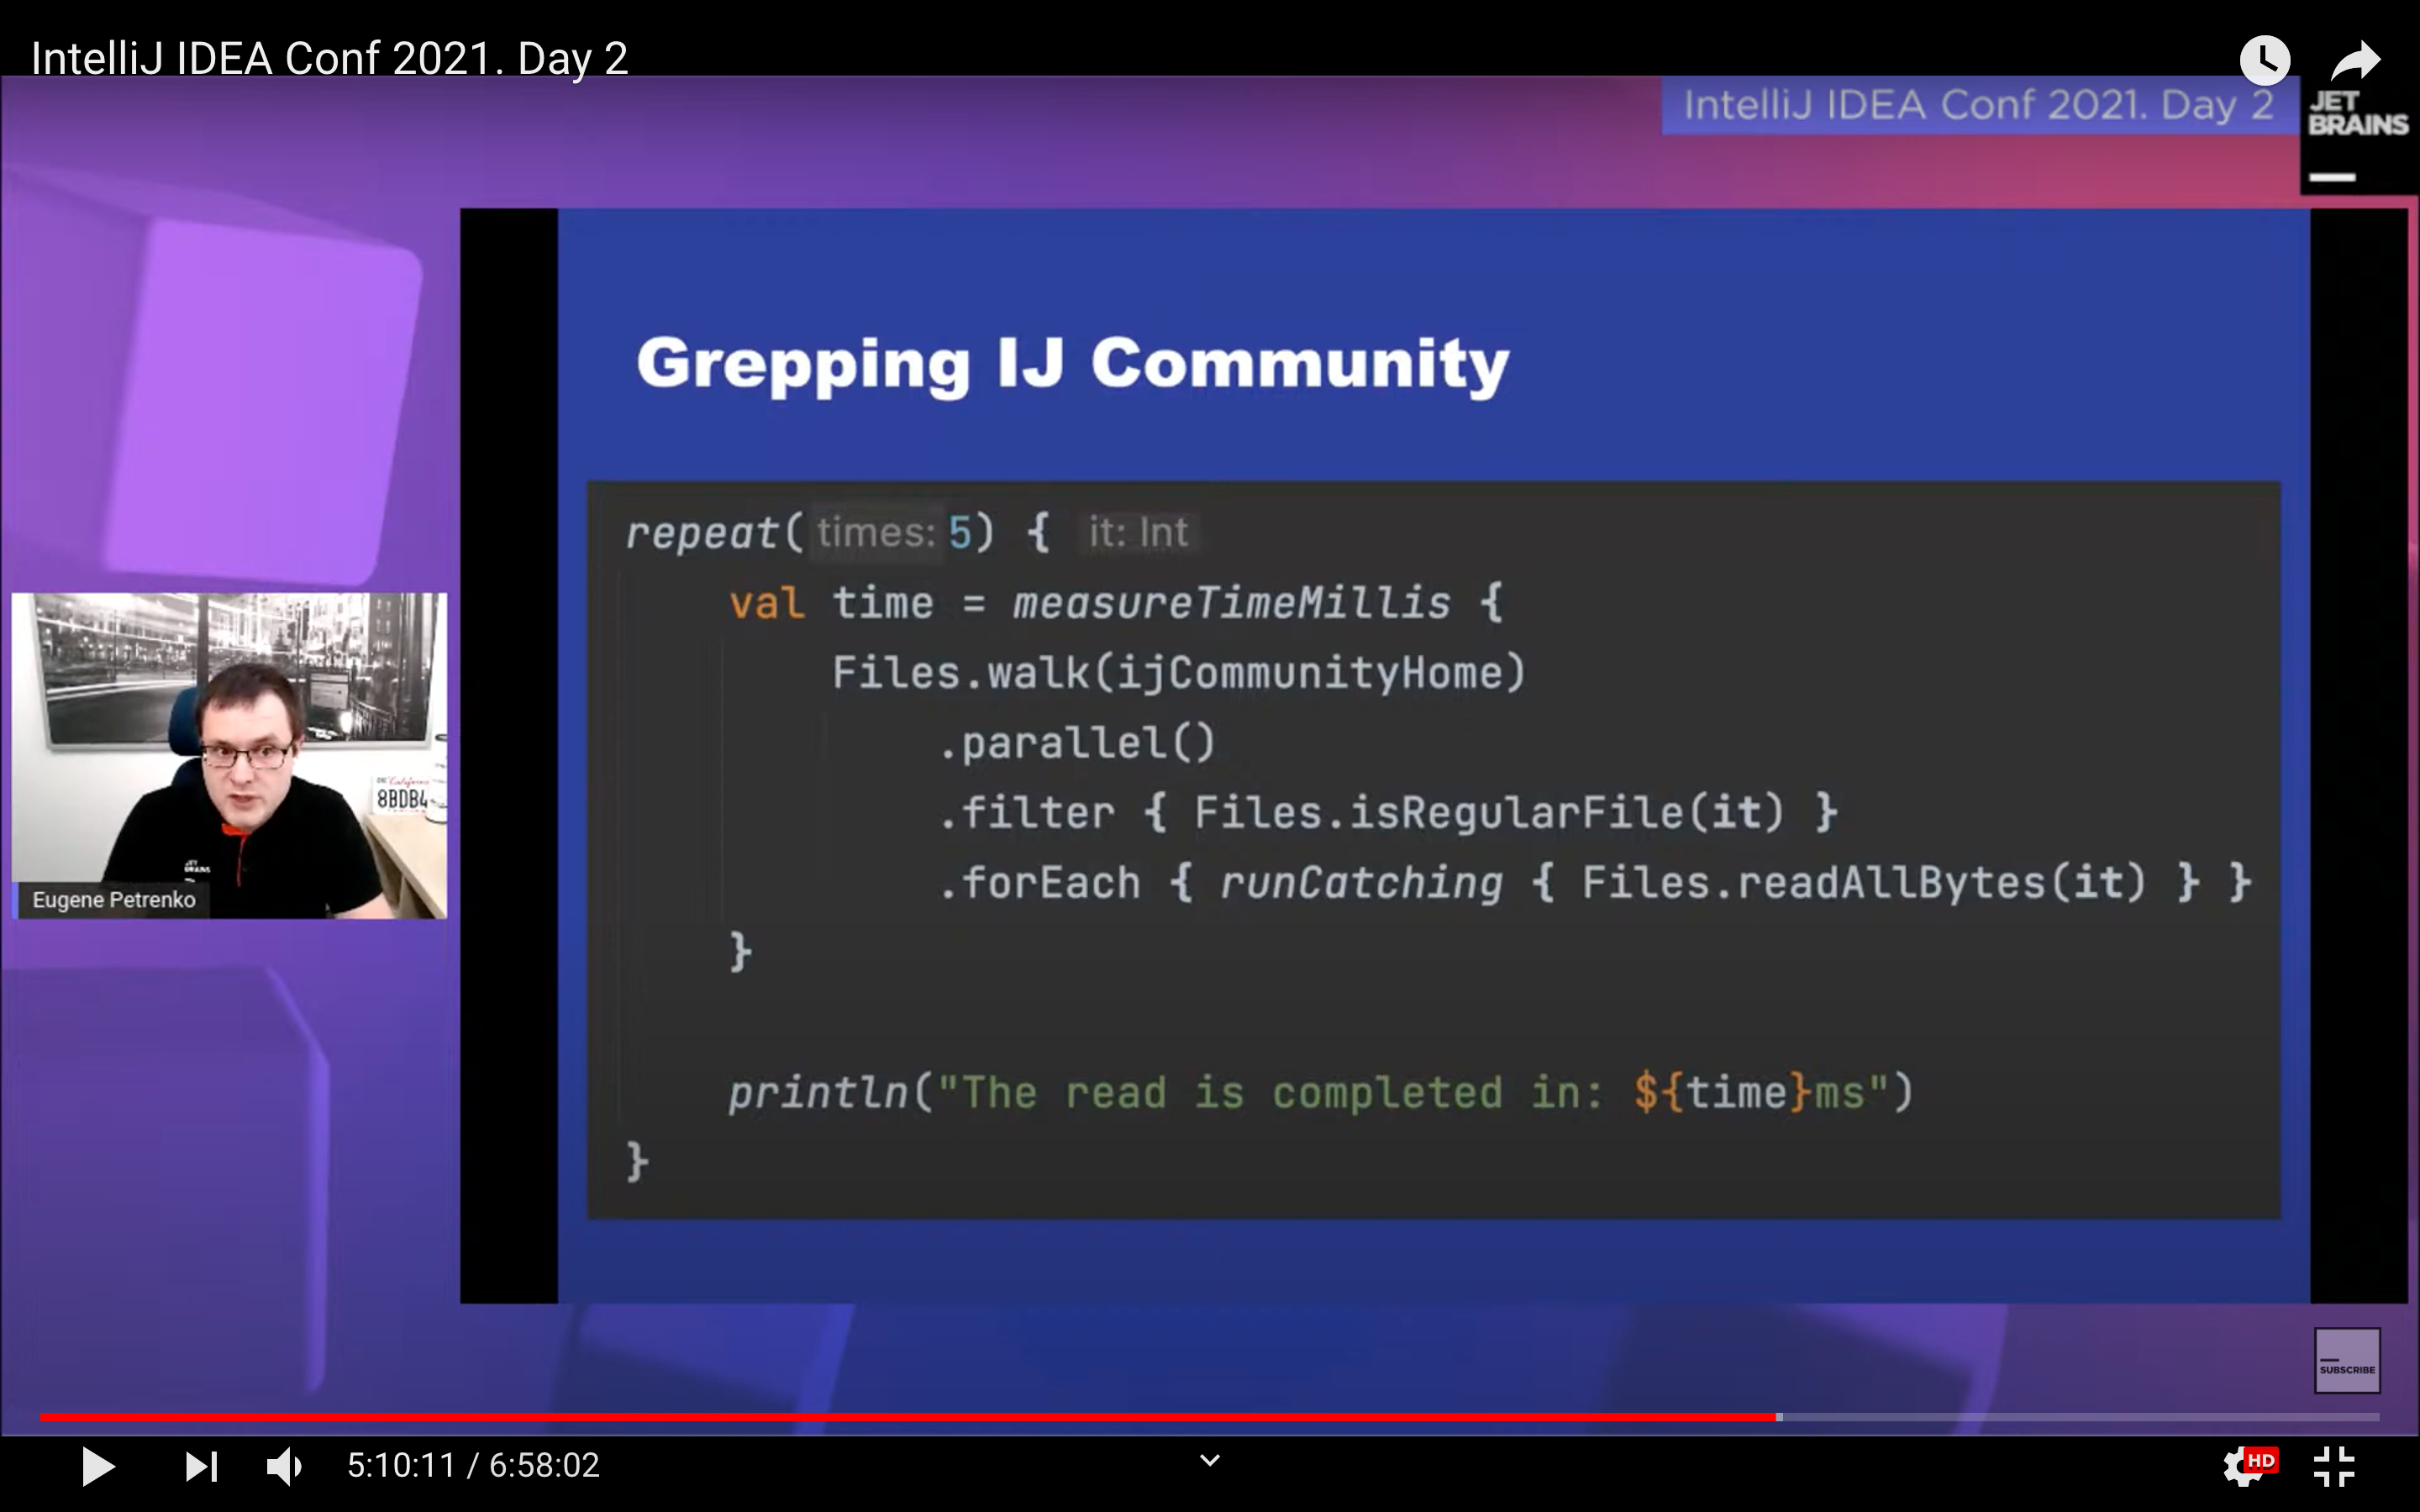 IntelliJ IDEA Conf 2021. Day 2
IntelliJ IDEA Conf 2021. Day 2
JET
BRAINS
Grepping IJ Community
repeat( times: 5) { it: Int
val time = measureTimeMillis {
Files.walk(ijCommunityHome)
.parallel()
.filter { Files.isRegularFile(it) }
.forEach { runCatching { Files.readAllBytes(it) } }
}
println("The read is completed in: ${time}ms")
}
California
8BDB4
JET
BRAINS
Eugene Petrenko
SUBSCRIBE
5:10:11 / 6:58:02
HD